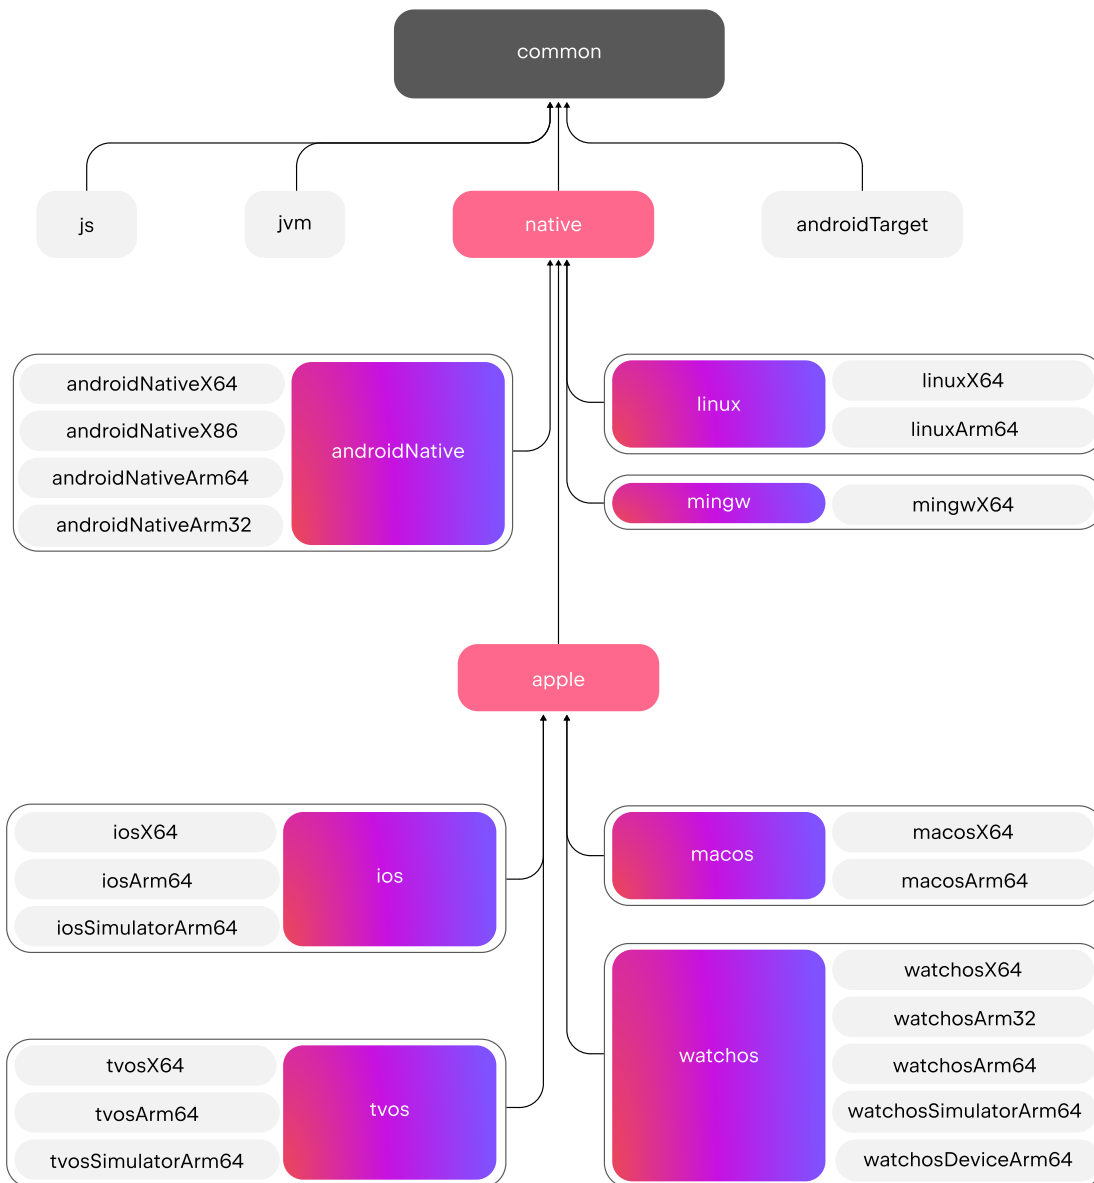 common
js
jvm
native
androidTarget
androidNativeX64
androidNativeX86
androidNativeArm64
androidNativeArm32
androidNative
linux
linuxX64
linuxArm64
mingw
mingwX64
apple
iosX64
iosArm64
iosSimulatorArm64
ios
macos
macosX64
macosArm64
tvosX64
tvosArm64
tvosSimulatorArm64
tvos
watchos
watchosX64
watchosArm32
watchosArm64
watchosSimulatorArm64
watchosDeviceArm64